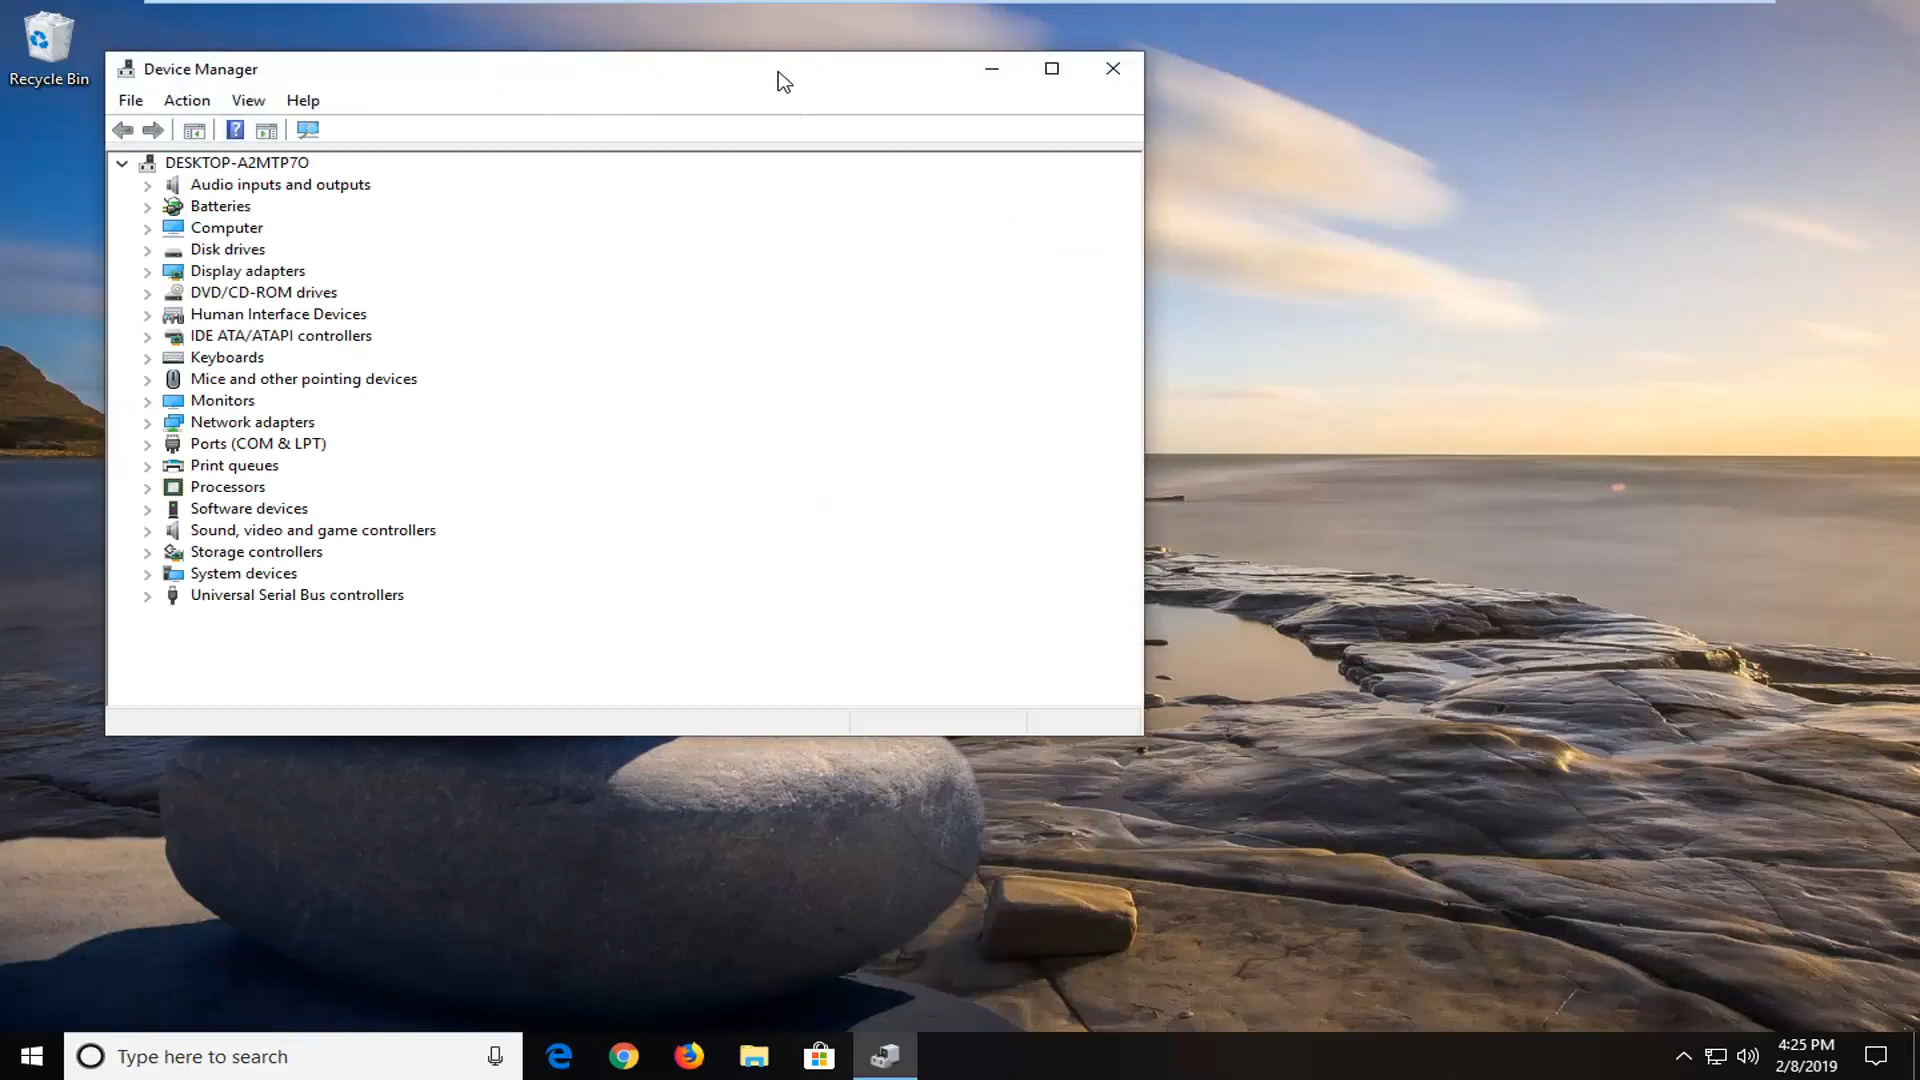 Recycle Bin
Device Manager
File Action View Help
DESKTOP-A2MTP7O
Audio inputs and outputs
Batteries
Computer
Disk drives
Display adapters
DVD/CD-ROM drives
Human Interface Devices
IDE ATA/ATAPI controllers
Keyboards
Mice and other pointing devices
Monitors
Network adapters
Ports (COM & LPT)
Print queues
Processors
Software devices
Sound, video and game controllers
Storage controllers
System devices
Universal Serial Bus controllers
Type here to search
4:25 PM
2/8/2019